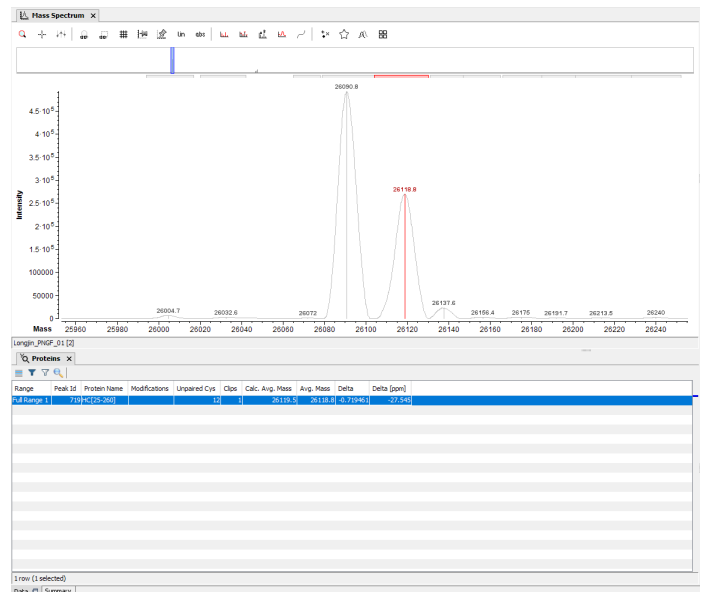 Mass Spectrum x
lin abs
26090.8
4.5·10⁵
4·10⁵
3.5·10⁵
3·10⁵
26118.8
Intensity
2.5·10⁵
2·10⁵
1.5·10⁵
100000
26137.6
50000
26004.7 26032.6 26072 26156.4 26175 26191.7 26213.5 26240
0
Mass 25960 25980 26000 26020 26040 26060 26080 26100 26120 26140 26160 26180 26200 26220 26240
Longjin_PNGF_01 [2]
Proteins x
Range Peak Id Protein Name Modifications Unpaired Cys Clips Calc. Avg. Mass Avg. Mass Delta Delta [ppm]
Full Range 1 719 HC[25-260] 12 1 26119.5 26118.8 -0.719461 -27.545
1 row (1 selected)
Data Summary